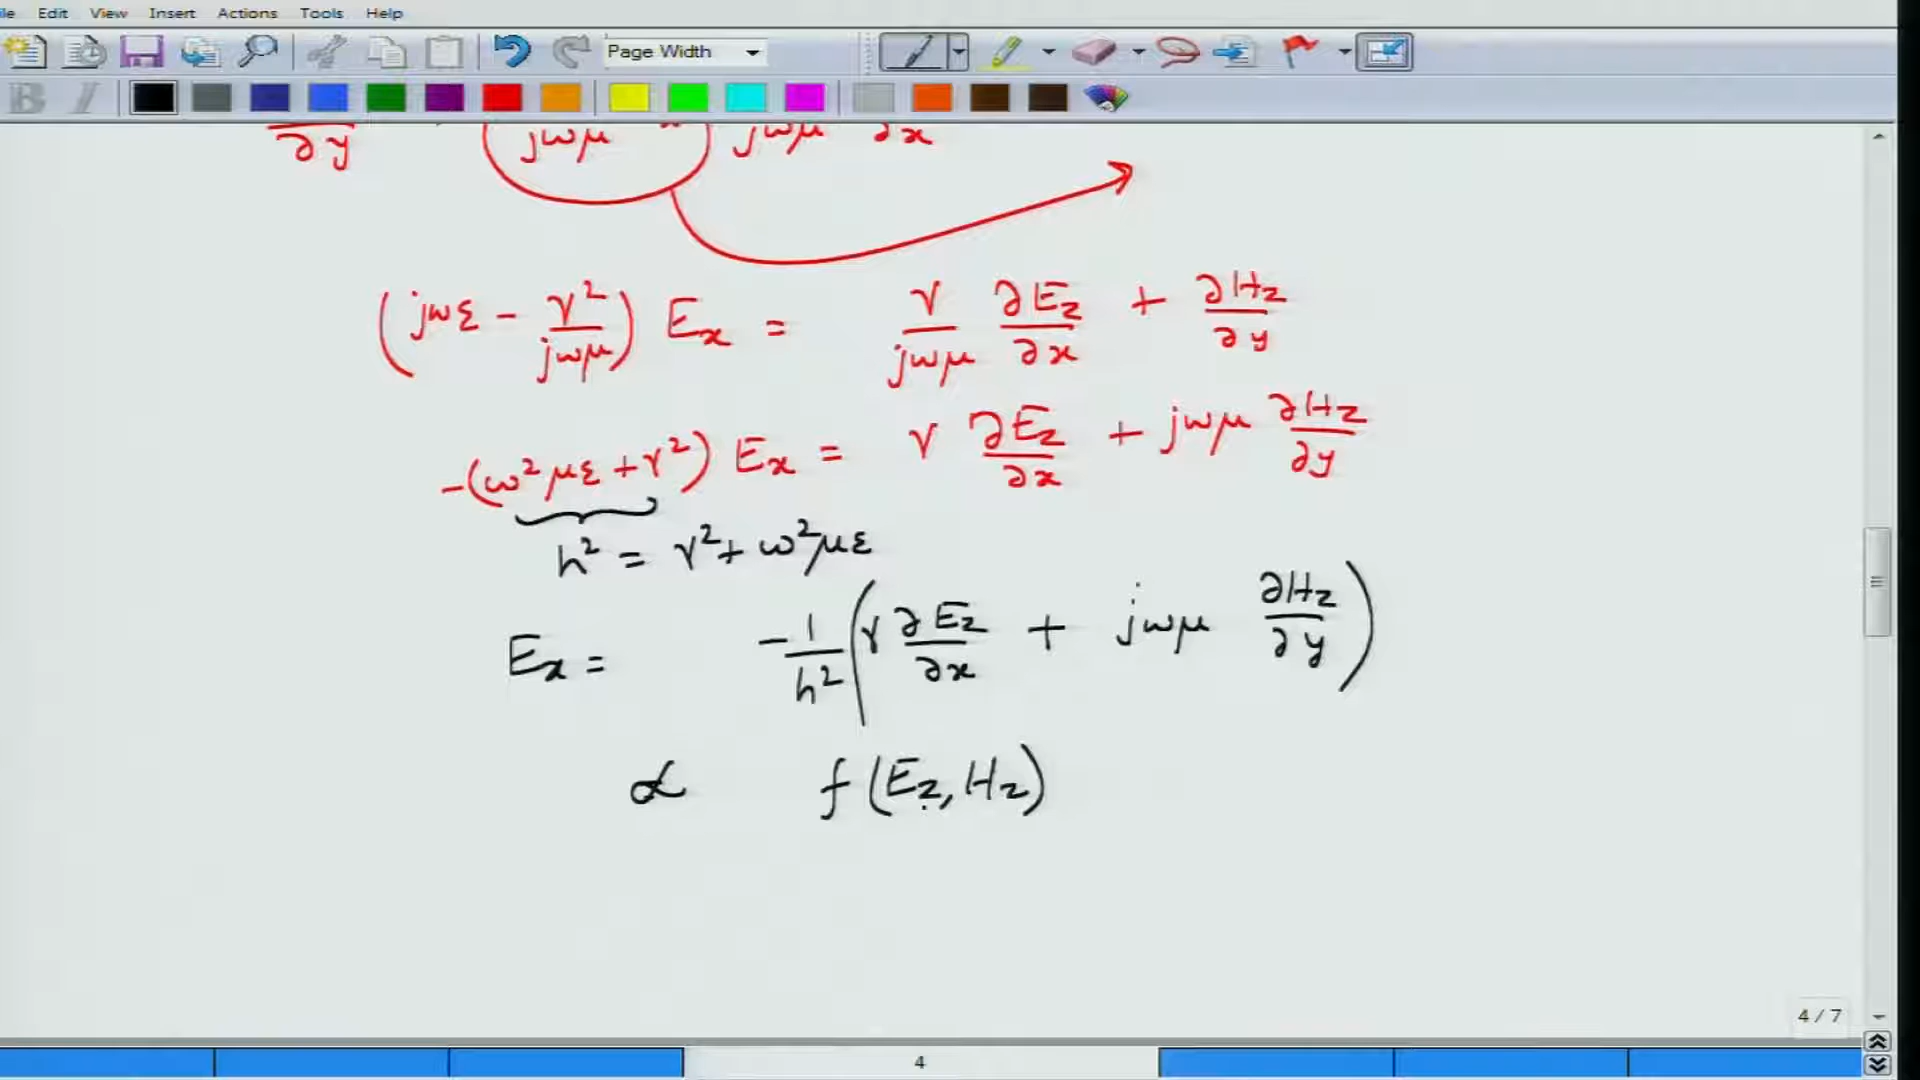 le Edit View Insert Actions Tools Help
Page Width
B I
∂y jωμ jωμ ∂x
(jωε - γ²/jωμ) Ex = γ/jωμ ∂Ez/∂x + ∂Hz/∂y
-(ω²με + γ²) Ex = γ ∂Ez/∂x + jωμ ∂Hz/∂y
h² = γ² + ω²με
Ex = -1/h² (γ ∂Ez/∂x + jωμ ∂Hz/∂y)
∝ f(Ez, Hz)
4 / 7
4